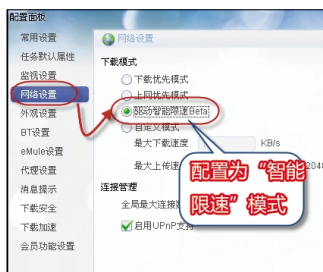 配置面板
常用设置
任务默认属性
监视设置
网络设置
外观设置
BT设置
eMule设置
代理设置
消息提示
下载安全
下载加速
会员功能设置
网络设置
下载模式
下载优先模式
上网优先模式
驱动智能限速Beta
自定义模式
最大下载速度
KB/s
最大上传速
2048
连接管理
全局最大连接数
启用UPnP支持
配置为“智能
限速”模式